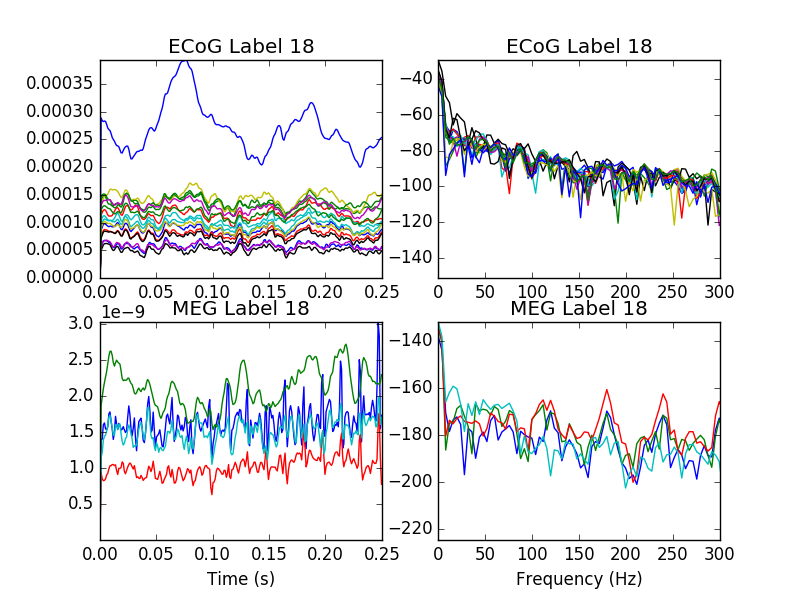 ECoG Label 18
ECoG Label 18
0.00035
0.00030
0.00025
0.00020
0.00015
0.00010
0.00005
0.00000
0.00 0.05 0.10 0.15 0.20 0.25
−40
−60
−80
−100
−120
−140
0 50 100 150 200 250 300
1e−9
MEG Label 18
MEG Label 18
3.0
2.5
2.0
1.5
1.0
0.5
0.00 0.05 0.10 0.15 0.20 0.25
Time (s)
−160
−180
−200
−220
0 50 100 150 200 250 300
Frequency (Hz)